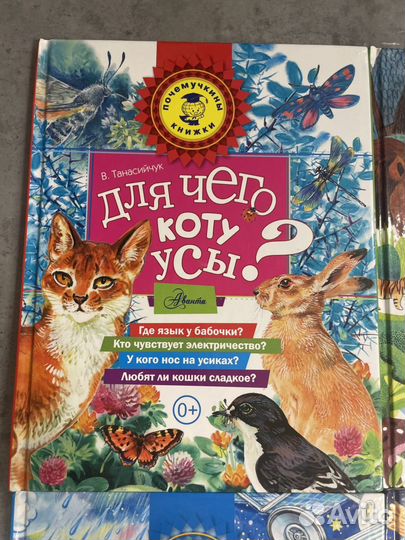 почемучкины
книжки
В. Танасийчук
ДЛЯ ЧЕГО
КОТУ
УСЫ?
Аванта
Где язык у бабочки?
Кто чувствует электричество?
У кого нос на усиках?
Любят ли кошки сладкое?
0+
Avito